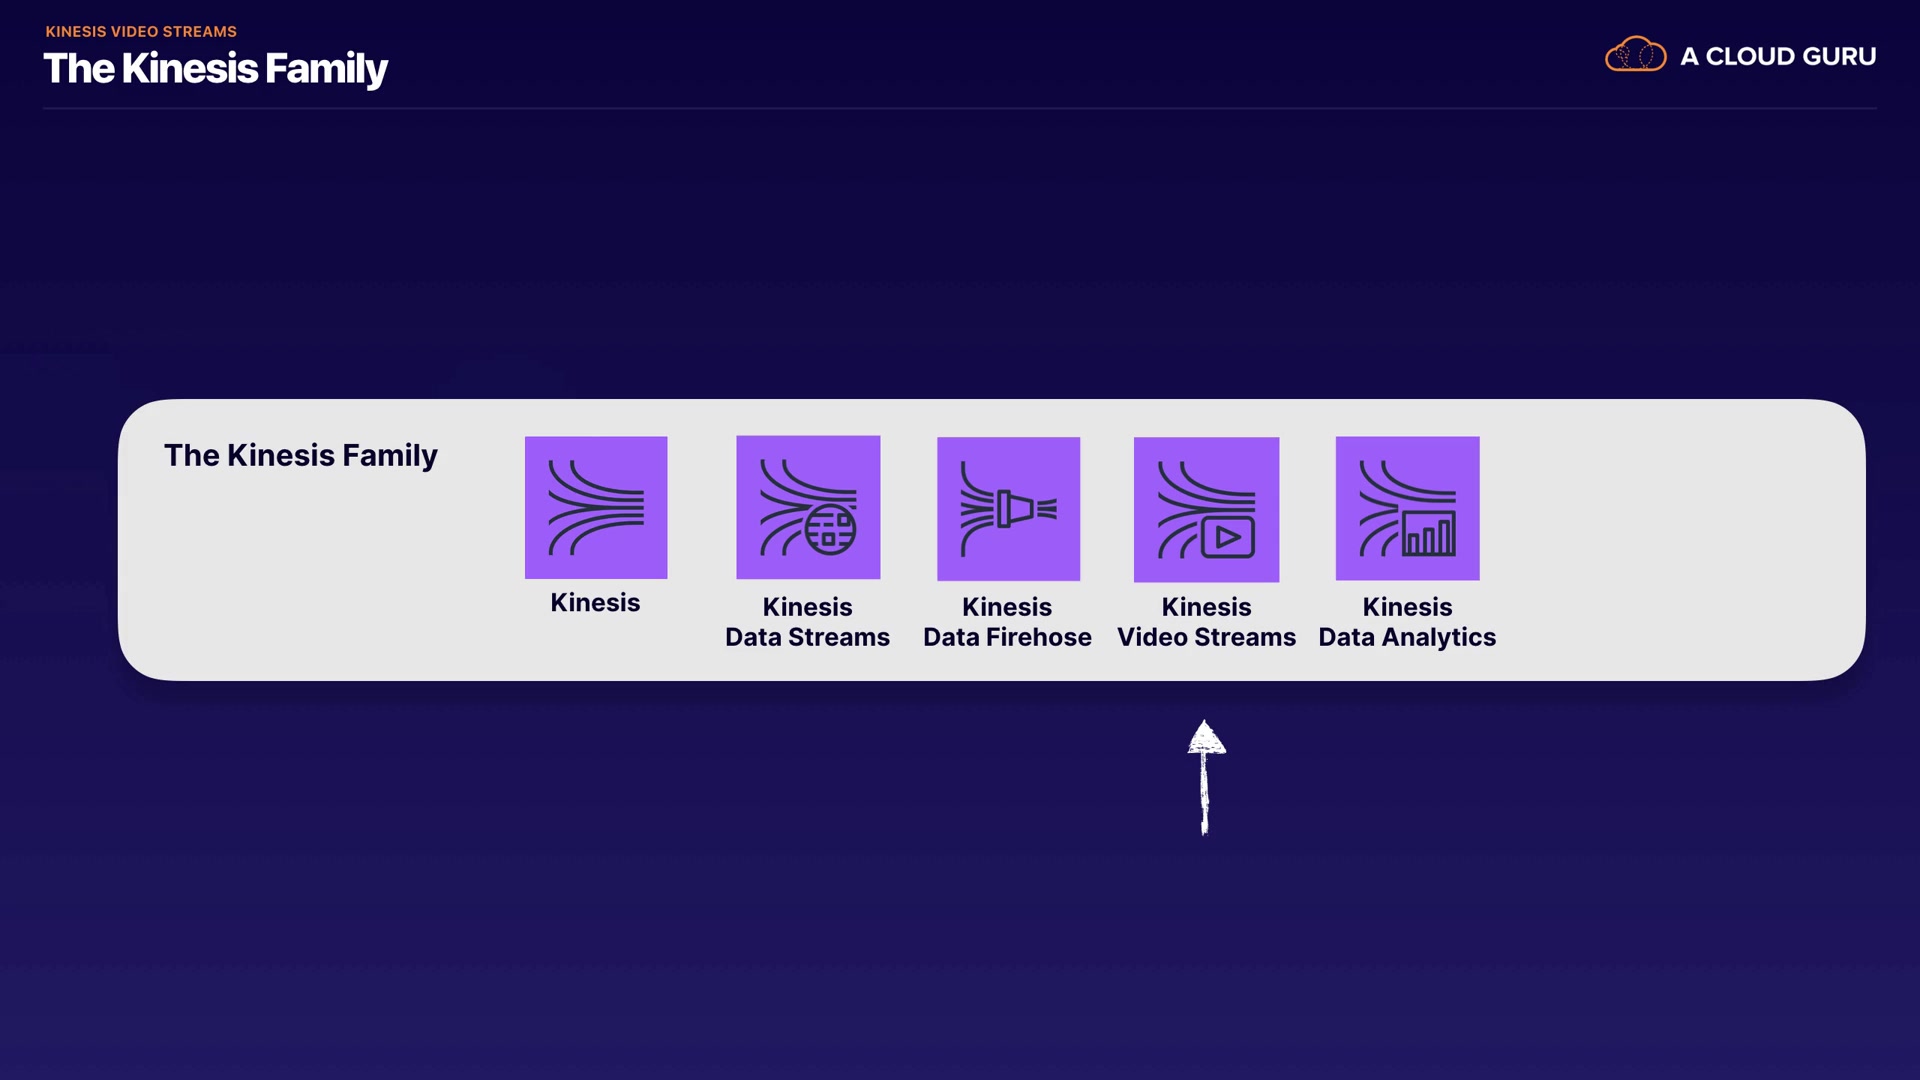 KINESIS VIDEO STREAMS
The Kinesis Family
A CLOUD GURU
The Kinesis Family
Kinesis
Kinesis
Data Streams
Kinesis
Data Firehose
Kinesis
Video Streams
Kinesis
Data Analytics